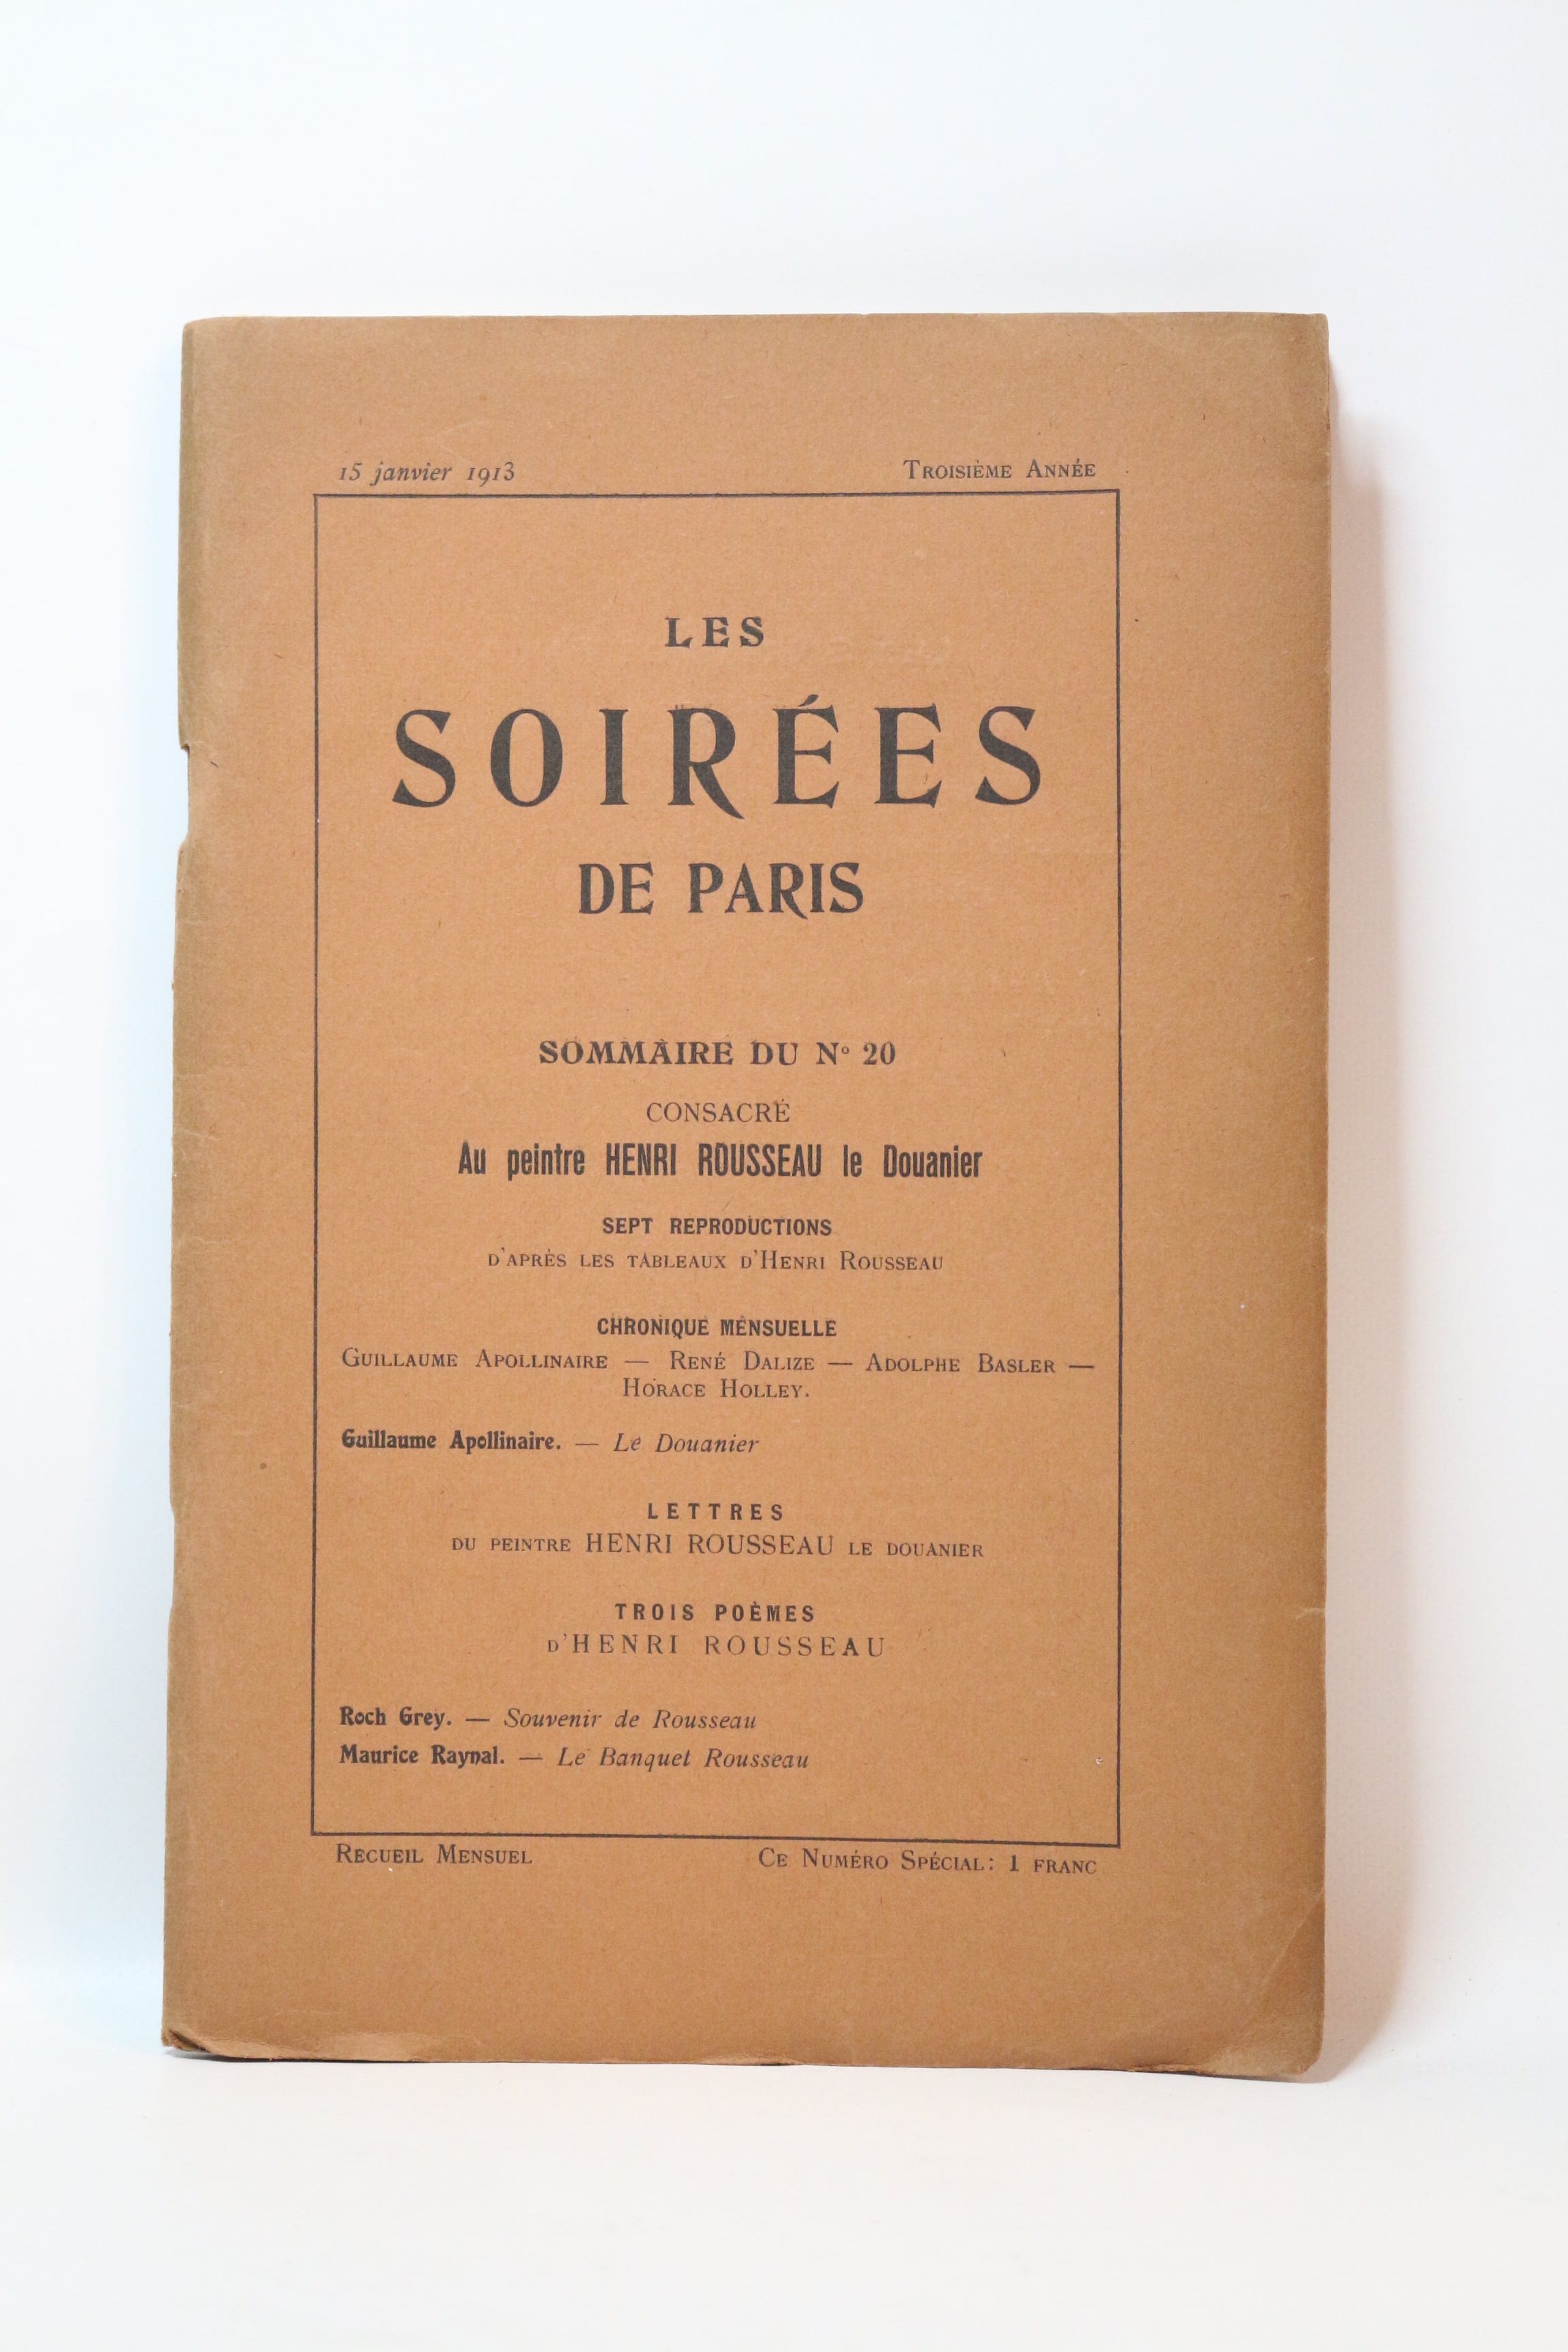 15 janvier 1913 TROISIÈME ANNÉE
LES
SOIRÉES
DE PARIS
SOMMAIRE DU No 20
CONSACRÉ
Au peintre HENRI ROUSSEAU le Douanier
SEPT REPRODUCTIONS
D'APRÈS LES TABLEAUX D'HENRI ROUSSEAU
CHRONIQUE MENSUELLE
GUILLAUME APOLLINAIRE — RENÉ DALIZE — ADOLPHE BASLER —
HORACE HOLLEY.
Guillaume Apollinaire. — Le Douanier
LETTRES
DU PEINTRE HENRI ROUSSEAU LE DOUANIER
TROIS POÈMES
D'HENRI ROUSSEAU
Roch Grey. — Souvenir de Rousseau
Maurice Raynal. — Le Banquet Rousseau
RECUEIL MENSUEL CE NUMÉRO SPÉCIAL: 1 FRANC